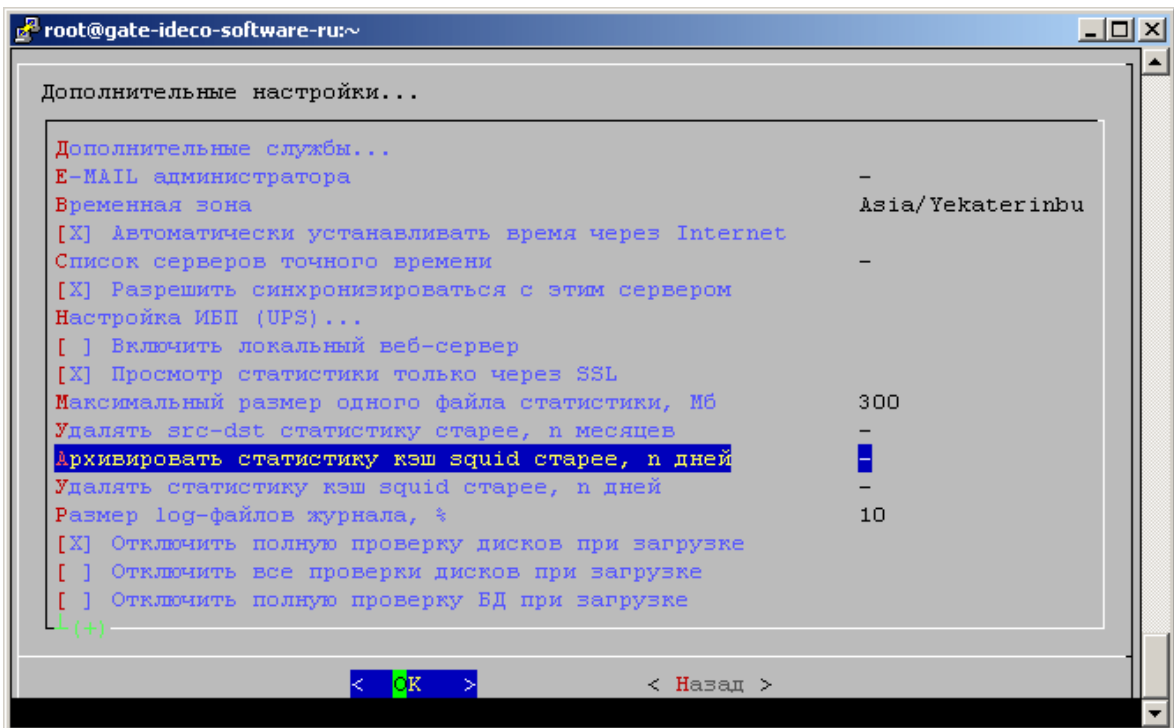 root@gate-ideco-software-ru:~
Дополнительные настройки...
Дополнительные службы...
E-MAIL администратора –
Временная зона Asia/Yekaterinbu
[X] Автоматически устанавливать время через Internet
Список серверов точного времени –
[X] Разрешить синхронизироваться с этим сервером
Настройка ИБП (UPS)...
[ ] Включить локальный веб-сервер
[X] Просмотр статистики только через SSL
Максимальный размер одного файла статистики, Мб 300
Удалять src-dst статистику старее, n месяцев –
Архивировать статистику кэш squid старее, n дней –
Удалять статистику кэш squid старее, n дней –
Размер log-файлов журнала, % 10
[X] Отключить полную проверку дисков при загрузке
[ ] Отключить все проверки дисков при загрузке
[ ] Отключить полную проверку БД при загрузке
(+)
< OK > < Назад >